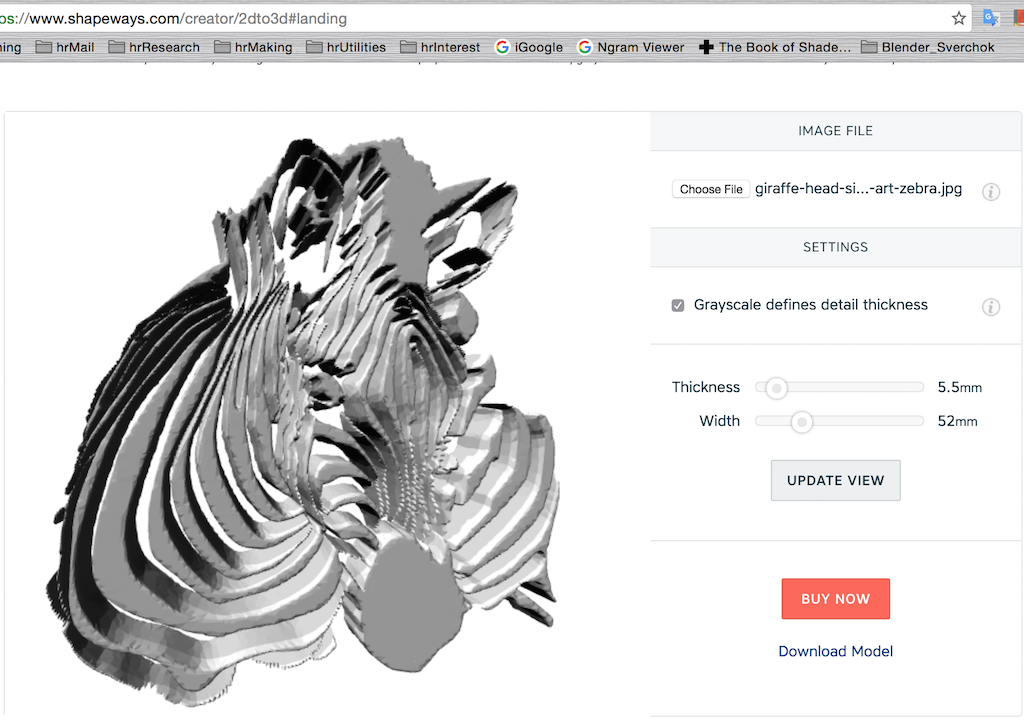 os://www.shapeways.com/creator/2dto3d#landing
ning hrMail hrResearch hrMaking hrUtilities hrInterest iGoogle Ngram Viewer The Book of Shade... Blender_Sverchok
IMAGE FILE
Choose File giraffe-head-si...-art-zebra.jpg
SETTINGS
Grayscale defines detail thickness
Thickness 5.5mm
Width 52mm
UPDATE VIEW
BUY NOW
Download Model